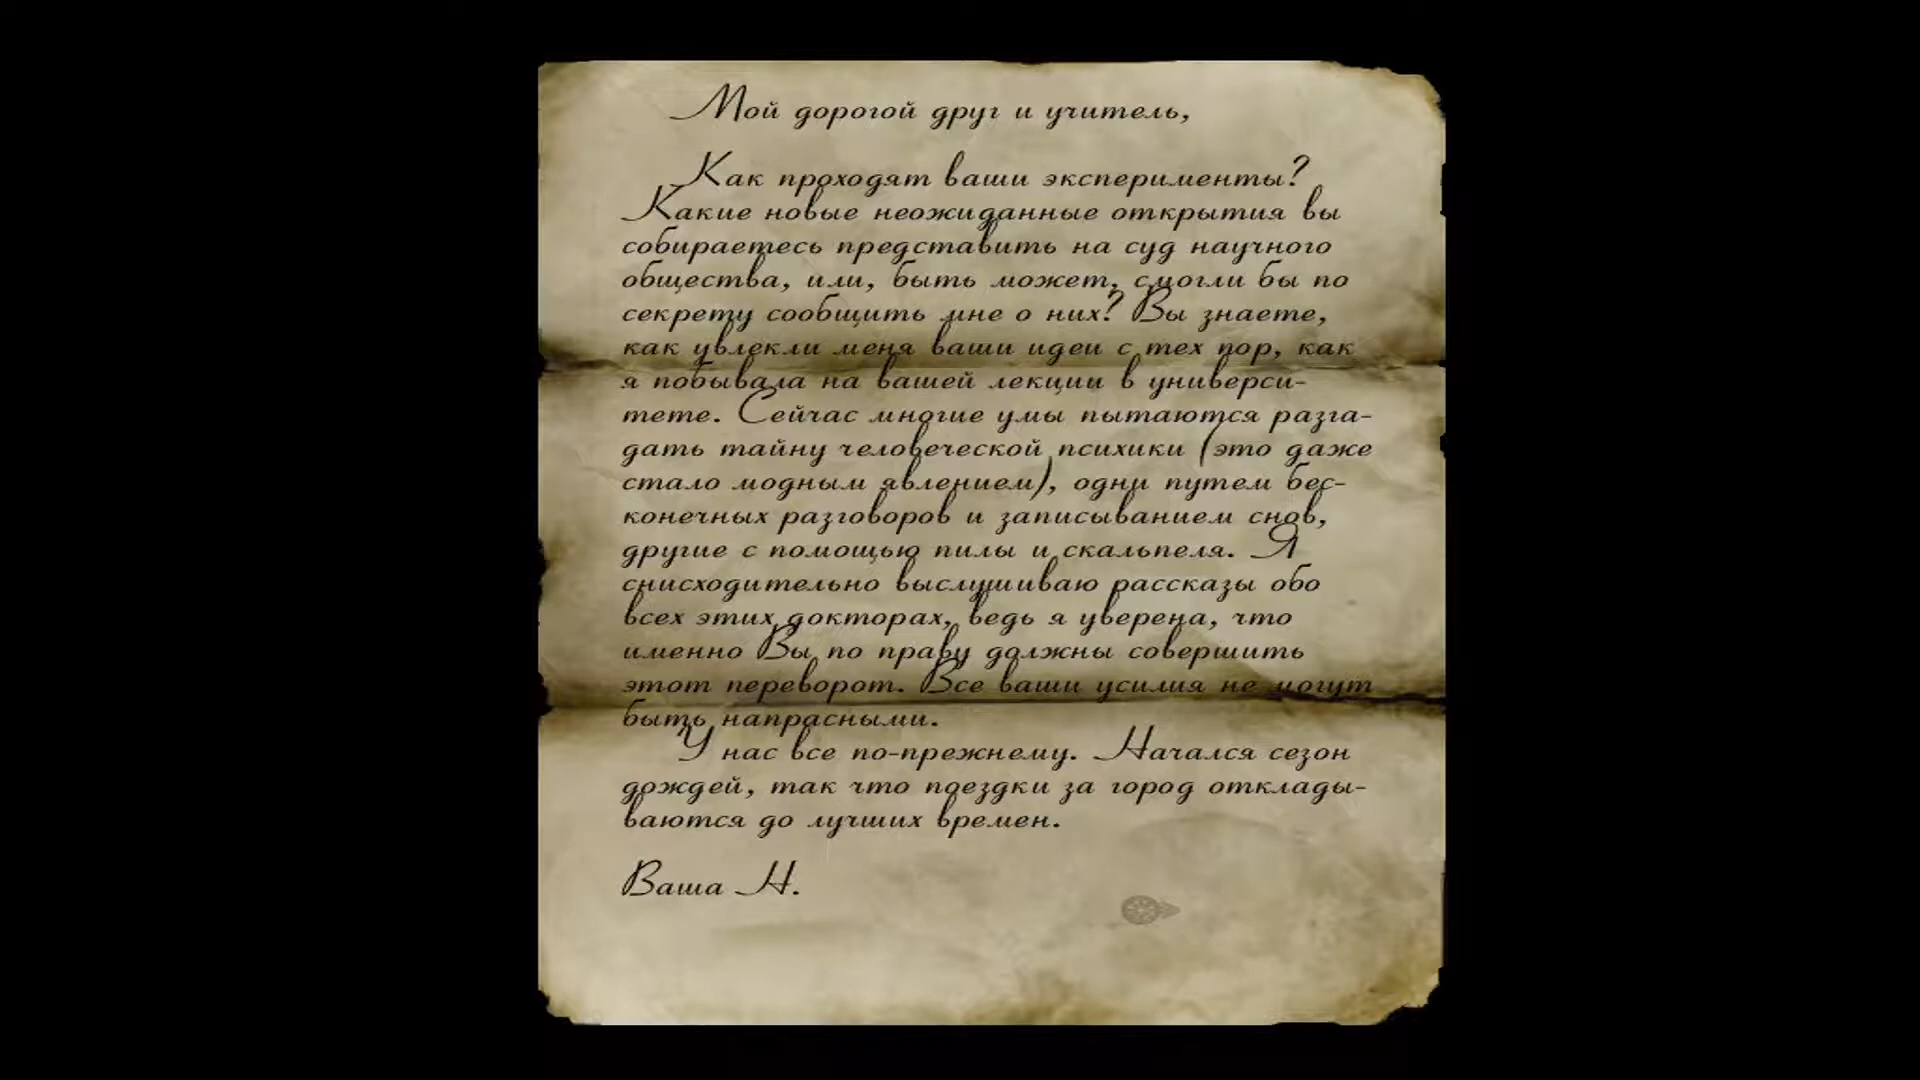 Мой дорогой друг и учитель,
Как проходят ваши эксперименты?
Какие новые неожиданные открытия вы
собираетесь представить на суд научного
общества, или, быть может, смогли бы по
секрету сообщить мне о них? Вы знаете,
как увлекли меня ваши идеи с тех пор, как
я побывала на вашей лекции в универси-
тете. Сейчас многие умы пытаются разга-
дать тайну человеческой психики (это даже
стало модным явлением), одни путем бес-
конечных разговоров и записыванием снов,
другие с помощью пилы и скальпеля. Я
снисходительно выслушиваю рассказы обо
всех этих докторах, ведь я уверена, что
именно Вы по праву должны совершить
этот переворот. Все ваши усилия не могут
быть напрасными.
У нас все по-прежнему. Начался сезон
дождей, так что поездки за город отклады-
ваются до лучших времен.
Ваша Н.